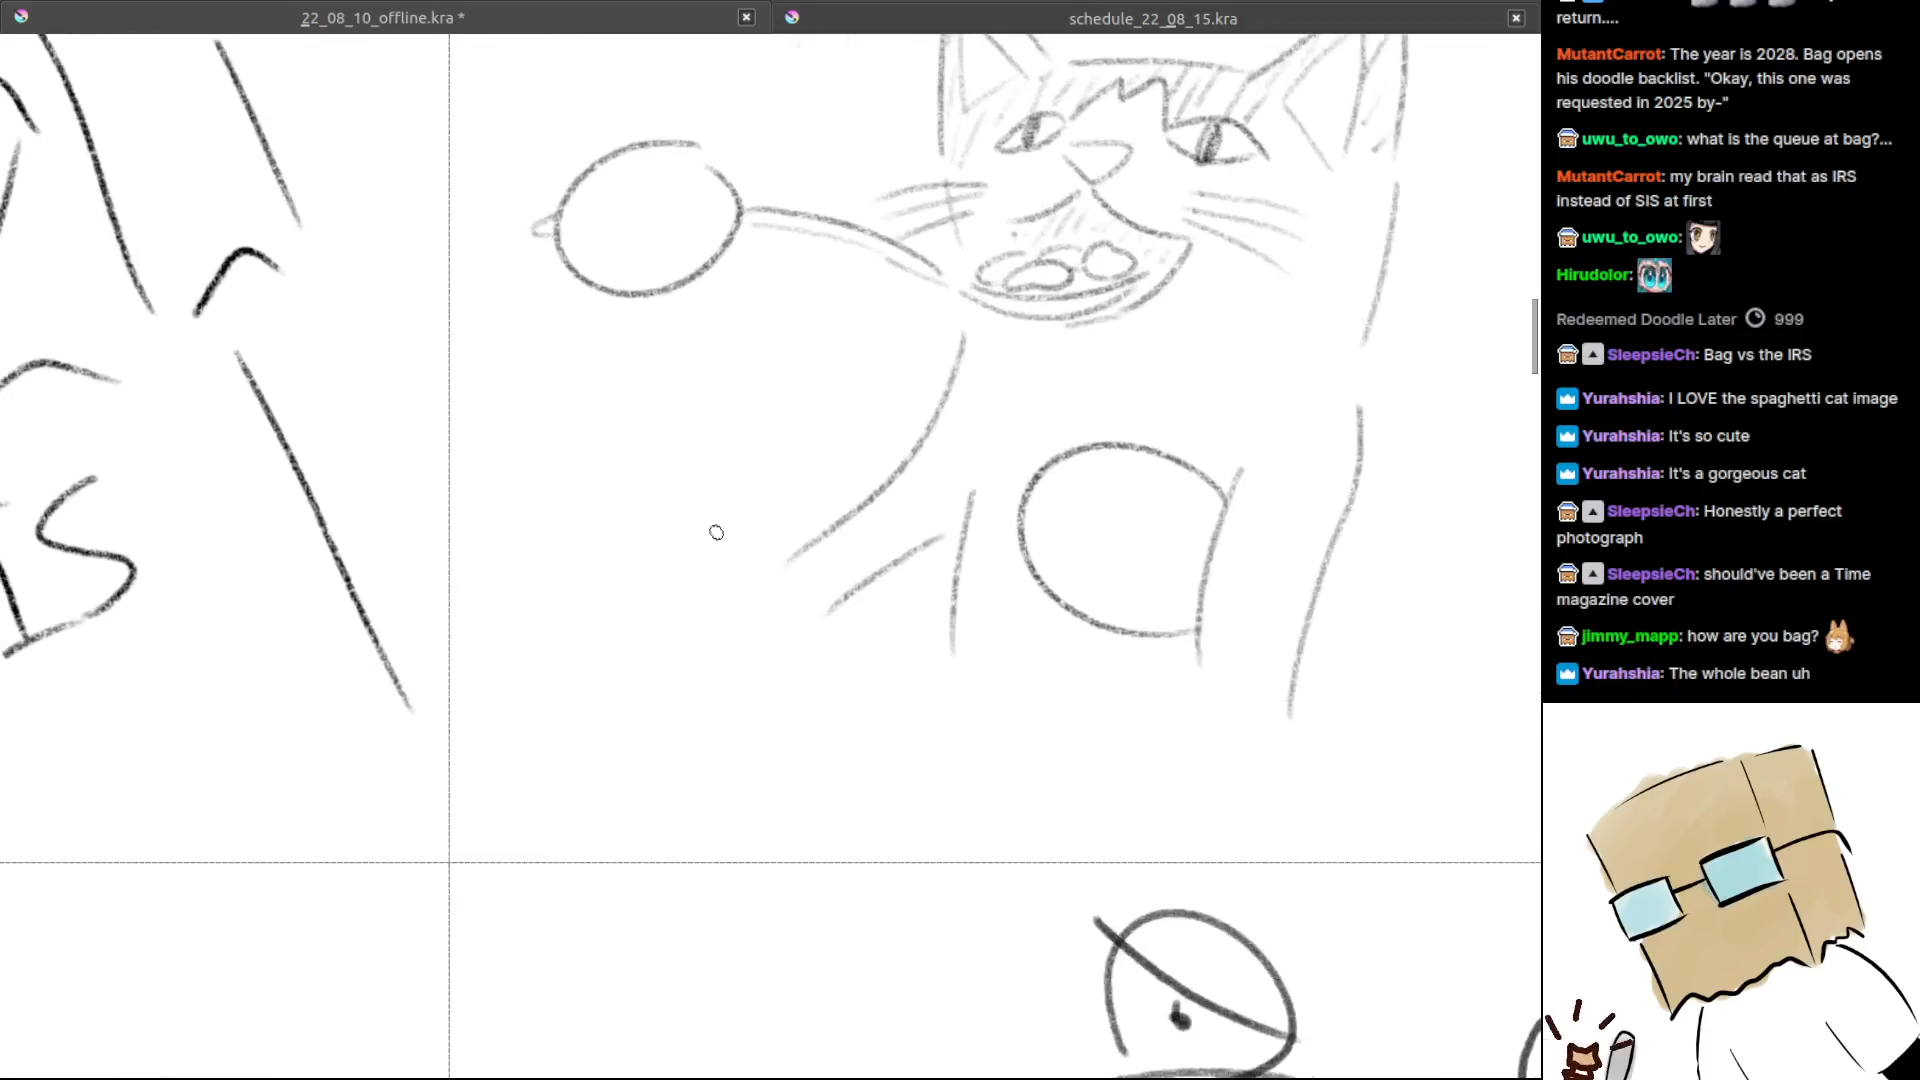 22_08_10_offline.kra *
schedule_22_08_15.kra
return....
MutantCarrot: The year is 2028. Bag opens
his doodle backlist. "Okay, this one was
requested in 2025 by-"
uwu_to_owo: what is the queue at bag?...
MutantCarrot: my brain read that as IRS
instead of SIS at first
uwu_to_owo:
Hirudolor:
Redeemed Doodle Later 999
SleepsieCh: Bag vs the IRS
Yurahshia: I LOVE the spaghetti cat image
Yurahshia: It's so cute
Yurahshia: It's a gorgeous cat
SleepsieCh: Honestly a perfect
photograph
SleepsieCh: should've been a Time
magazine cover
jimmy_mapp: how are you bag?
Yurahshia: The whole bean uh